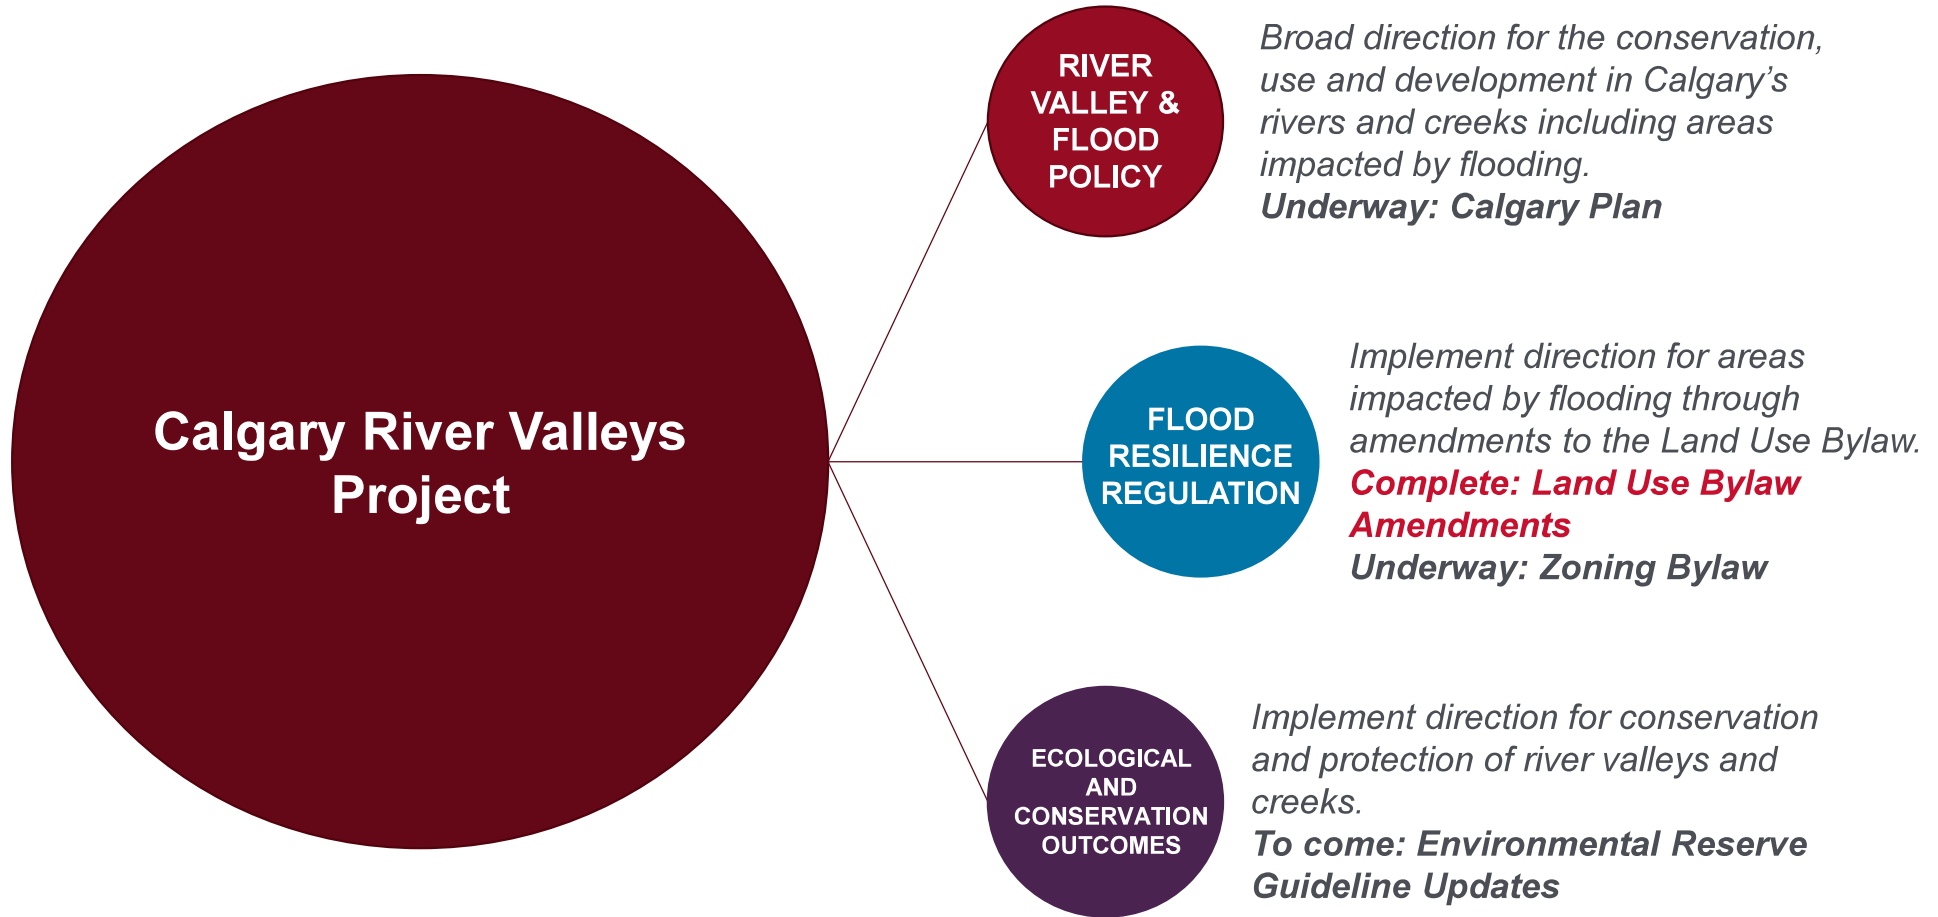 Calgary River Valleys
Project
RIVER
VALLEY &
FLOOD
POLICY
Broad direction for the conservation,
use and development in Calgary’s
rivers and creeks including areas
impacted by flooding.
Underway: Calgary Plan
FLOOD
RESILIENCE
REGULATION
Implement direction for areas
impacted by flooding through
amendments to the Land Use Bylaw.
Complete: Land Use Bylaw
Amendments
Underway: Zoning Bylaw
ECOLOGICAL
AND
CONSERVATION
OUTCOMES
Implement direction for conservation
and protection of river valleys and
creeks.
To come: Environmental Reserve
Guideline Updates